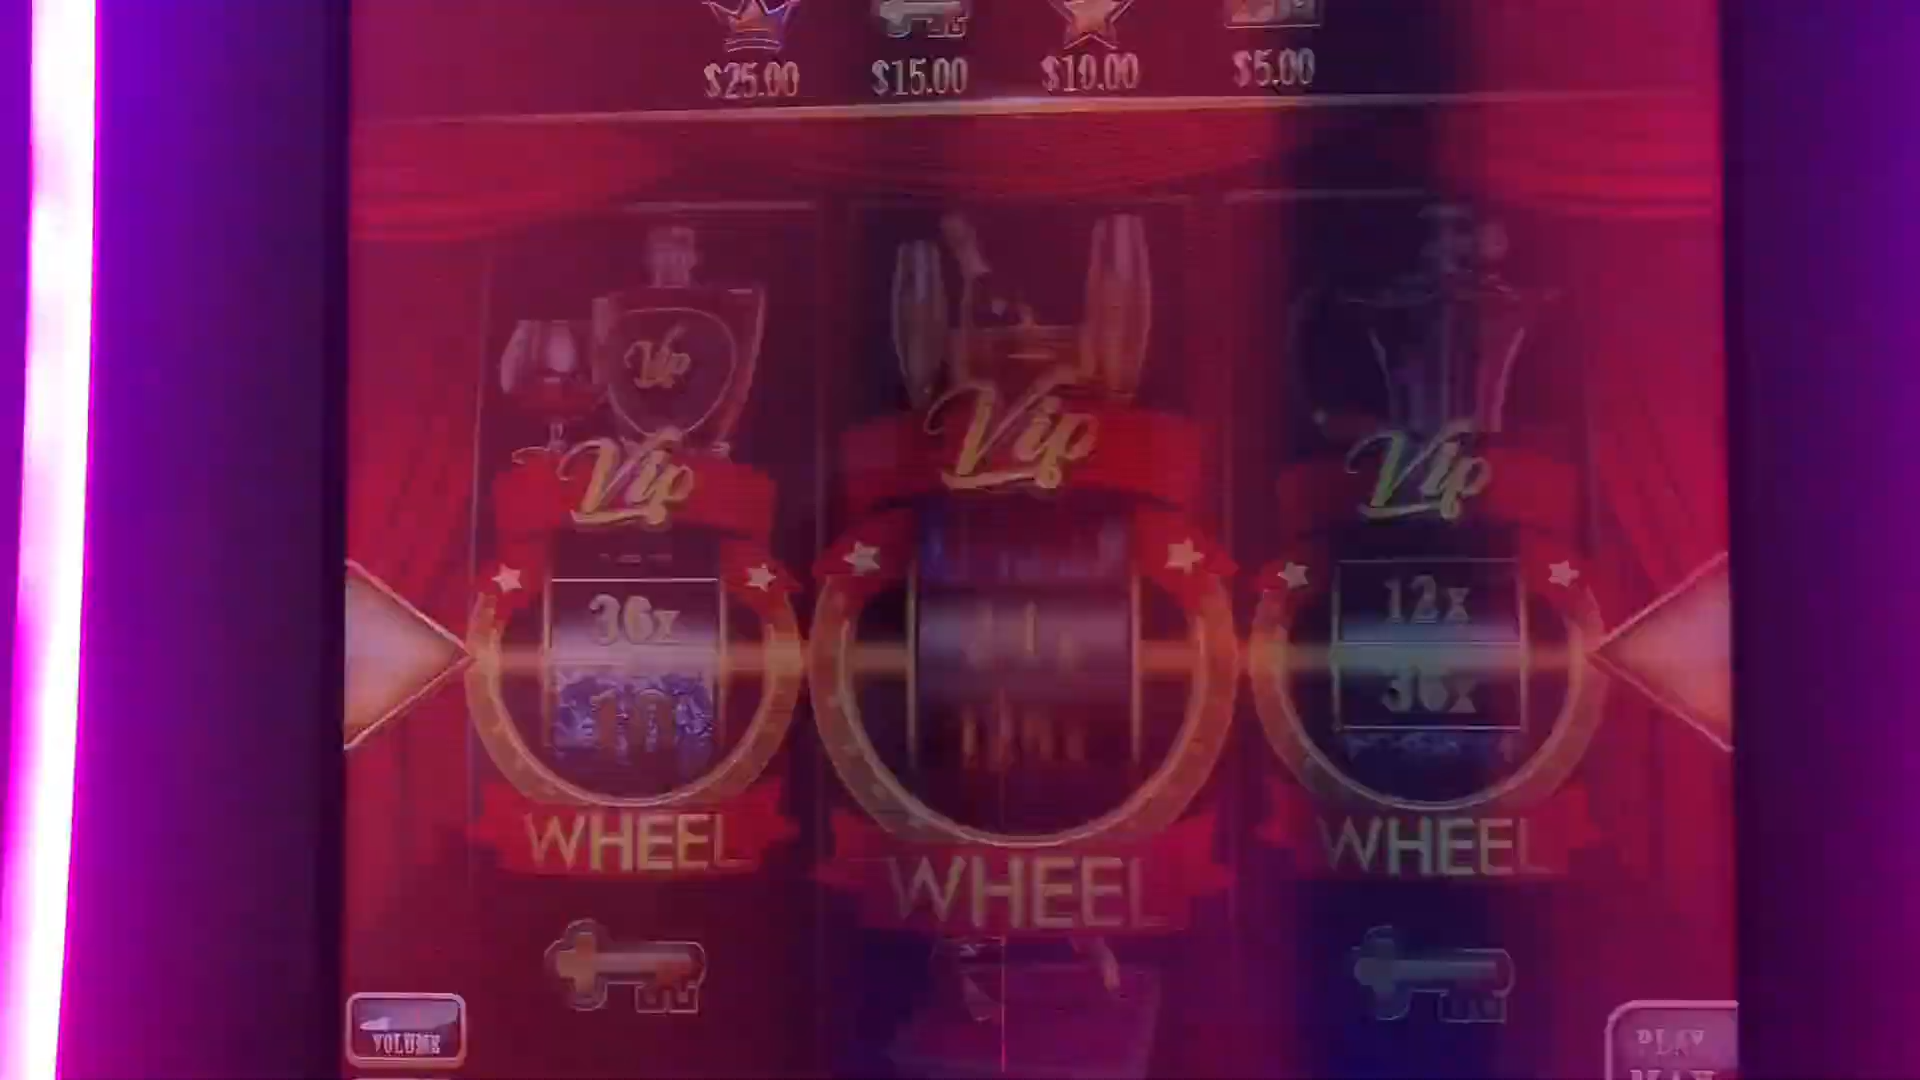 $25.00 $15.00 $10.00 $5.00
Vip
Vip Vip Vip
36x 12x
36x
WHEEL WHEEL WHEEL
VOLUME PLAY